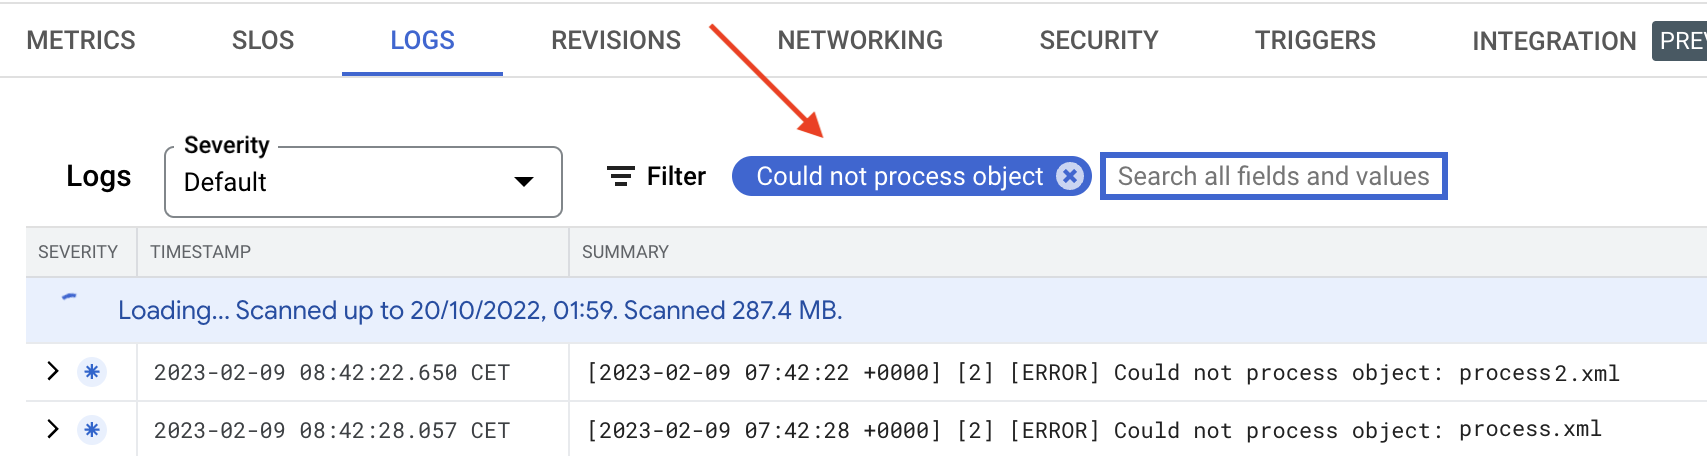 METRICS SLOS LOGS REVISIONS NETWORKING SECURITY TRIGGERS INTEGRATION
Severity
Logs Default Filter Could not process object Search all fields and values
SEVERITY TIMESTAMP SUMMARY
Loading... Scanned up to 20/10/2022, 01:59. Scanned 287.4 MB.
2023-02-09 08:42:22.650 CET [2023-02-09 07:42:22 +0000] [2] [ERROR] Could not process object: process2.xml
2023-02-09 08:42:28.057 CET [2023-02-09 07:42:28 +0000] [2] [ERROR] Could not process object: process.xml